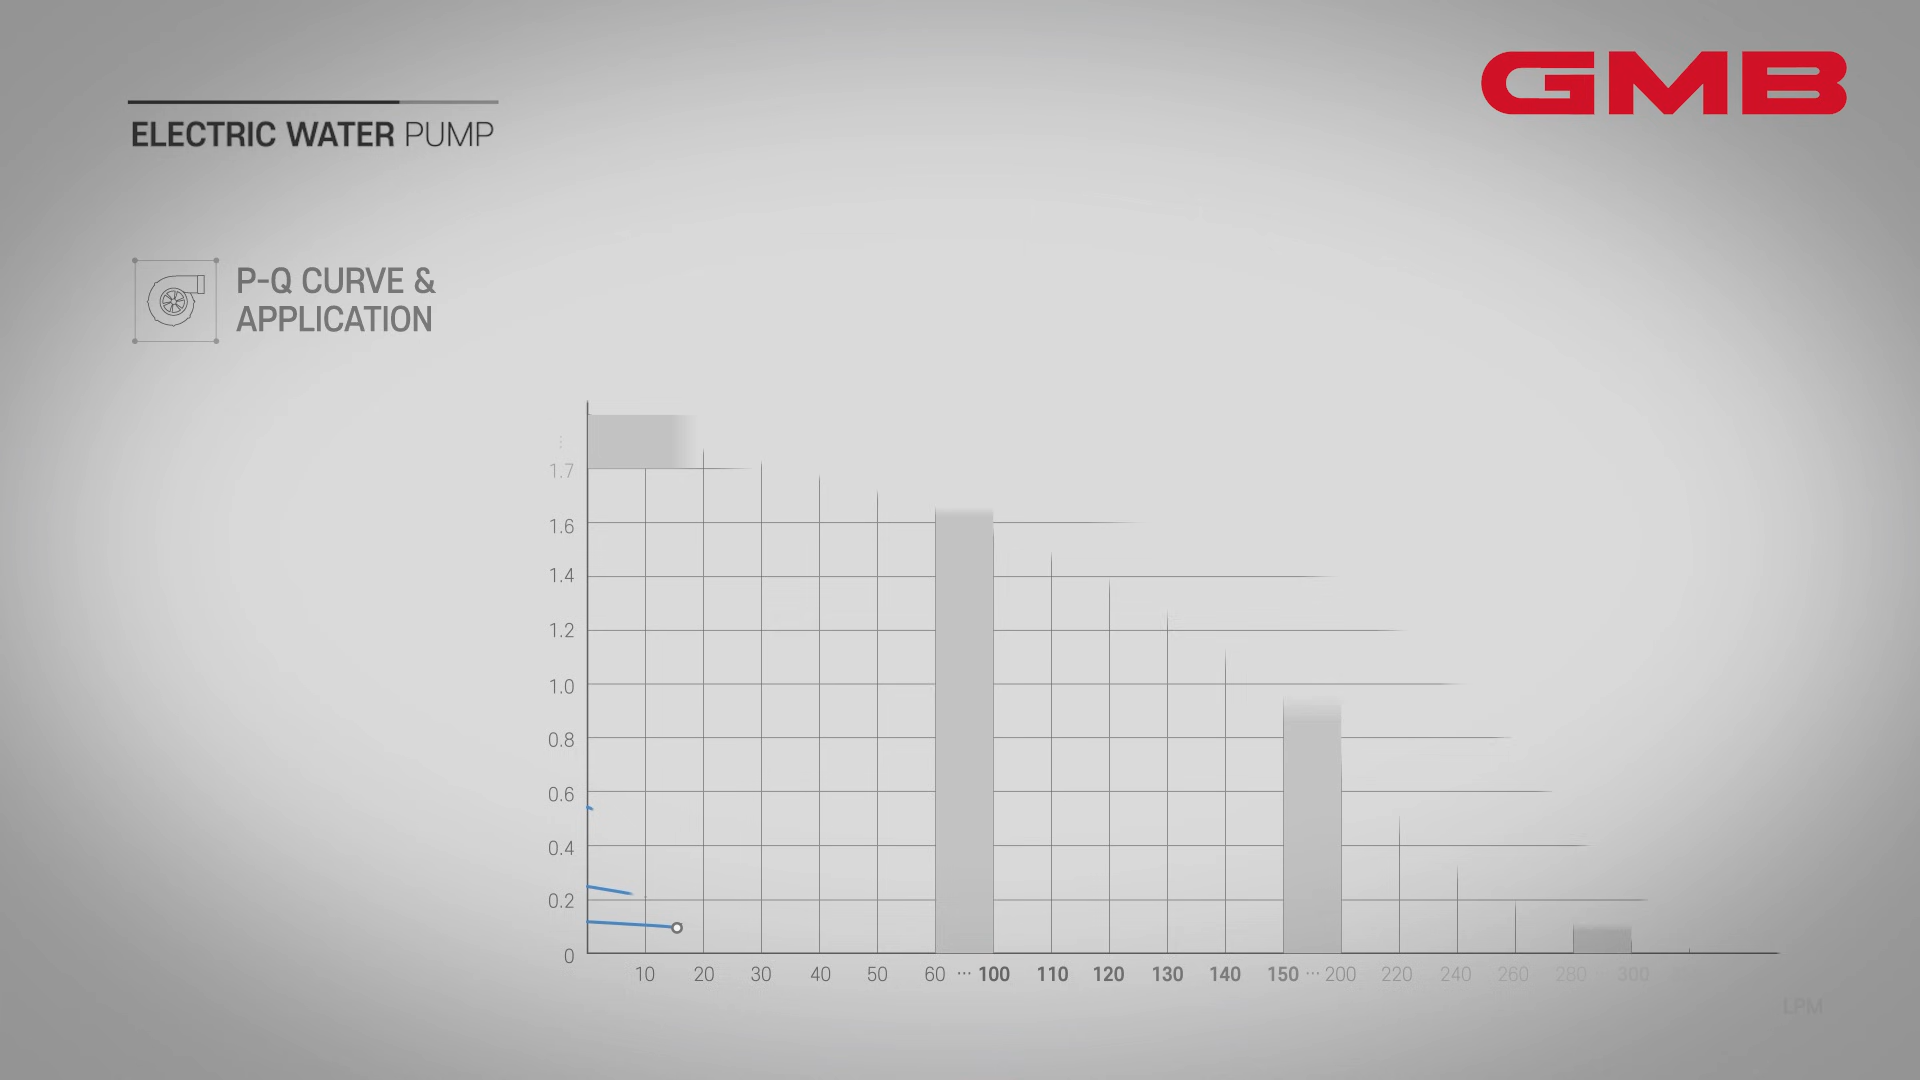 GMB
ELECTRIC WATER PUMP
P-Q CURVE &
APPLICATION
⋮
1.7
1.6
1.4
1.2
1.0
0.8
0.6
0.4
0.2
0
10 20 30 40 50 60 ··· 100 110 120 130 140 150 ··· 200 220 240 260 280 300
LPM